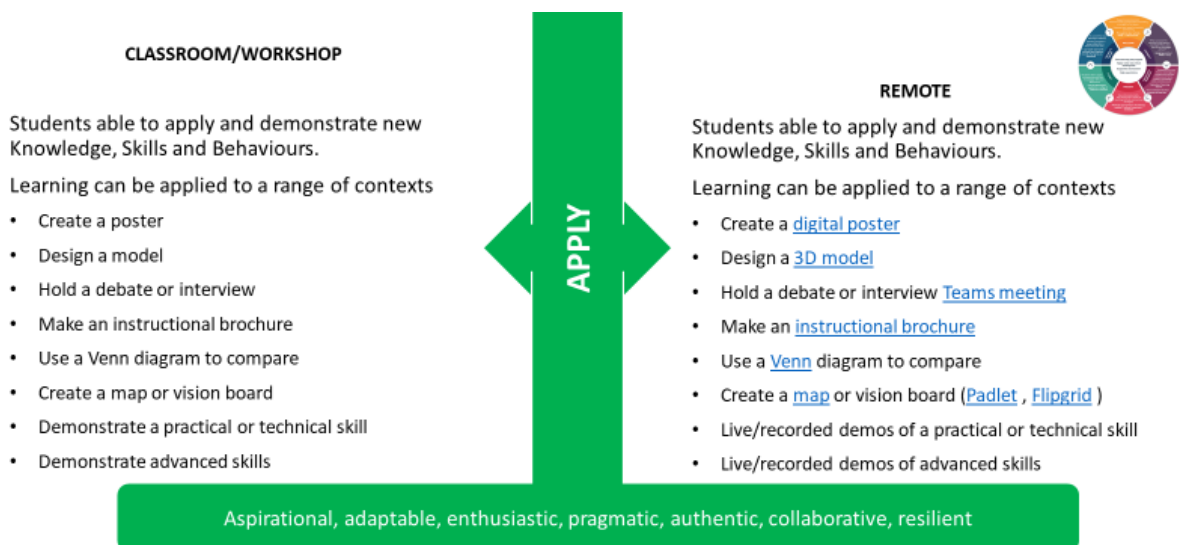 CLASSROOM/WORKSHOP
Students able to apply and demonstrate new
Knowledge, Skills and Behaviours.
Learning can be applied to a range of contexts
• Create a poster
• Design a model
• Hold a debate or interview
• Make an instructional brochure
• Use a Venn diagram to compare
• Create a map or vision board
• Demonstrate a practical or technical skill
• Demonstrate advanced skills
APPLY
REMOTE
Students able to apply and demonstrate new
Knowledge, Skills and Behaviours.
Learning can be applied to a range of contexts
• Create a digital poster
• Design a 3D model
• Hold a debate or interview Teams meeting
• Make an instructional brochure
• Use a Venn diagram to compare
• Create a map or vision board (Padlet , Flipgrid )
• Live/recorded demos of a practical or technical skill
• Live/recorded demos of advanced skills
Aspirational, adaptable, enthusiastic, pragmatic, authentic, collaborative, resilient